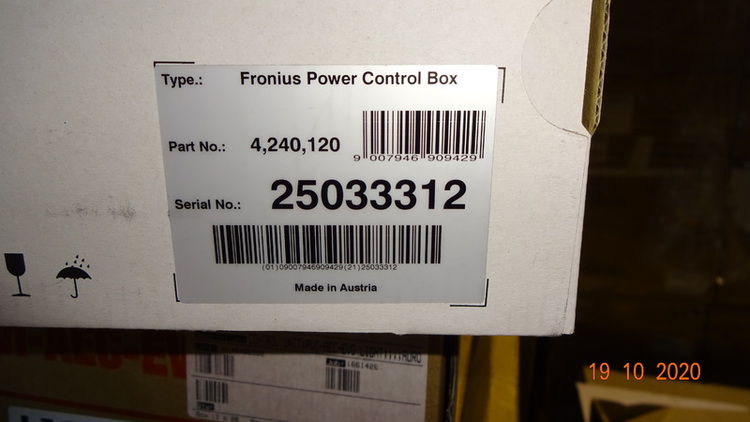 Type.: Fronius Power Control Box
Part No.: 4,240,120
9 007946 909429
Serial No.: 25033312
(01)09007946909429(21)25033312
Made in Austria
1661426
19 10 2020